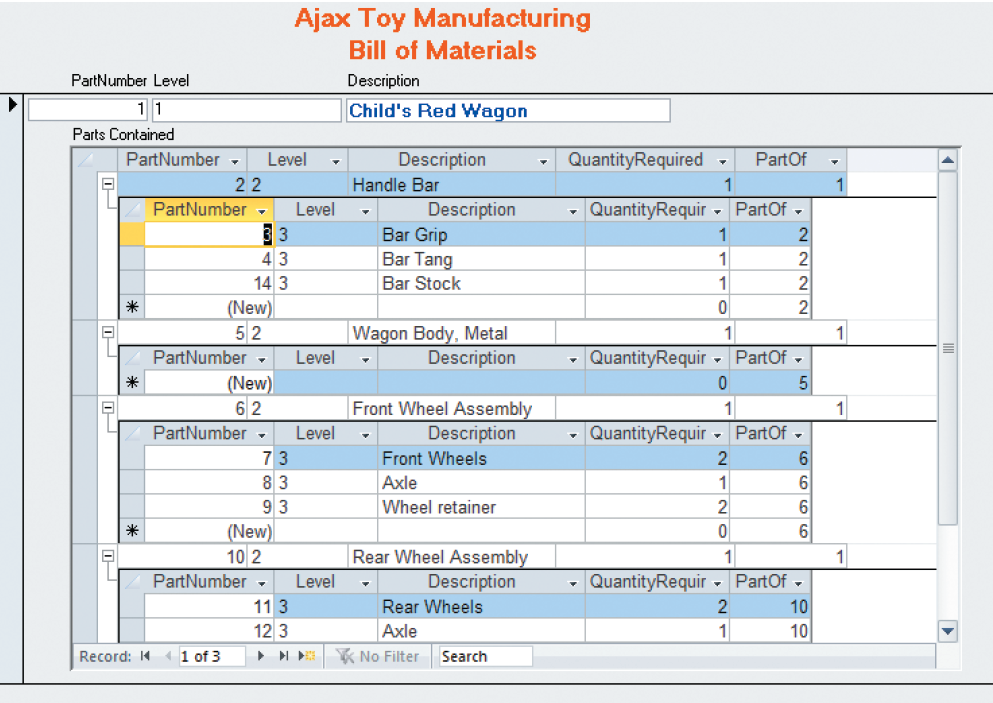 Ajax Toy Manufacturing
Bill of Materials
PartNumber Level Description
1 1 Child's Red Wagon
Parts Contained
PartNumber Level Description QuantityRequired PartOf
2 2 Handle Bar 1 1
PartNumber Level Description QuantityRequir PartOf
3 3 Bar Grip 1 2
4 3 Bar Tang 1 2
14 3 Bar Stock 1 2
* (New) 0 2
5 2 Wagon Body, Metal 1 1
PartNumber Level Description QuantityRequir PartOf
* (New) 0 5
6 2 Front Wheel Assembly 1 1
PartNumber Level Description QuantityRequir PartOf
7 3 Front Wheels 2 6
8 3 Axle 1 6
9 3 Wheel retainer 2 6
* (New) 0 6
10 2 Rear Wheel Assembly 1 1
PartNumber Level Description QuantityRequir PartOf
11 3 Rear Wheels 2 10
12 3 Axle 1 10
Record: 1 of 3 No Filter Search